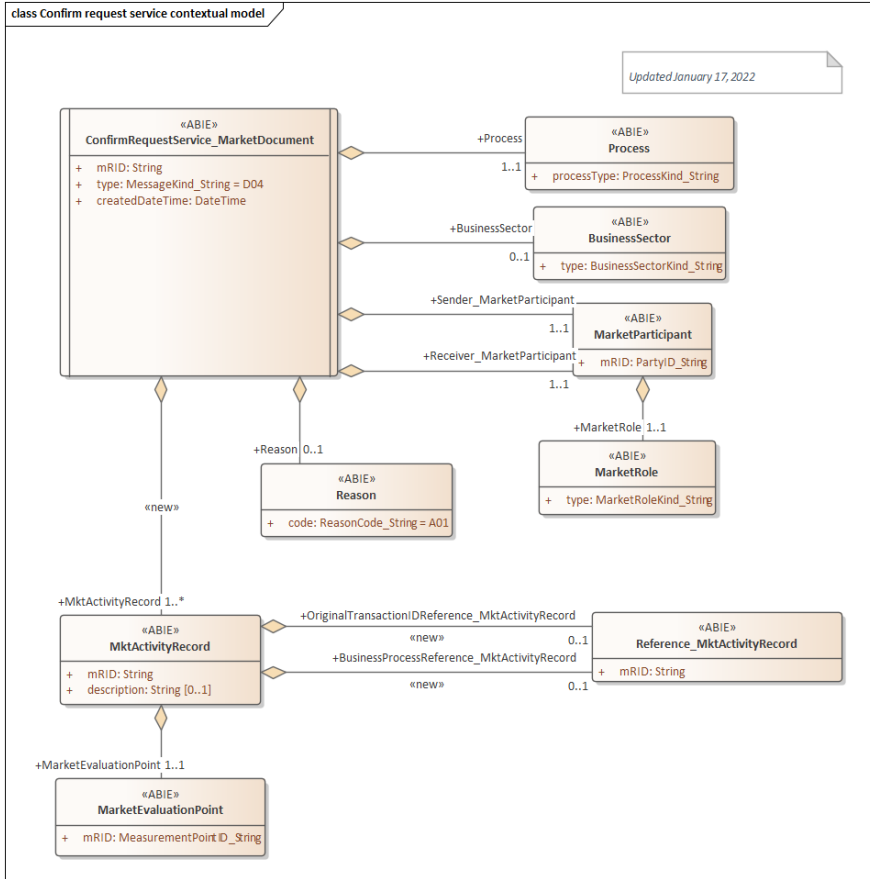 class Confirm request service contextual model
Updated January 17, 2022
«ABIE»
ConfirmRequestService_MarketDocument
+ mRID: String
+ type: MessageKind_String = D04
+ createdDateTime: DateTime
+Process
1..1
«ABIE»
Process
+ processType: ProcessKind_String
+BusinessSector
0..1
«ABIE»
BusinessSector
+ type: BusinessSectorKind_String
+Sender_MarketParticipant
1..1
+Receiver_MarketParticipant
1..1
«ABIE»
MarketParticipant
+ mRID: PartyID_String
+MarketRole 1..1
«ABIE»
MarketRole
+ type: MarketRoleKind_String
+Reason 0..1
«ABIE»
Reason
+ code: ReasonCode_String = A01
«new»
+MktActivityRecord 1..*
«ABIE»
MktActivityRecord
+ mRID: String
+ description: String [0..1]
+OriginalTransactionIDReference_MktActivityRecord
«new»
0..1
+BusinessProcessReference_MktActivityRecord
«new»
0..1
«ABIE»
Reference_MktActivityRecord
+ mRID: String
+MarketEvaluationPoint 1..1
«ABIE»
MarketEvaluationPoint
+ mRID: MeasurementPointID_String